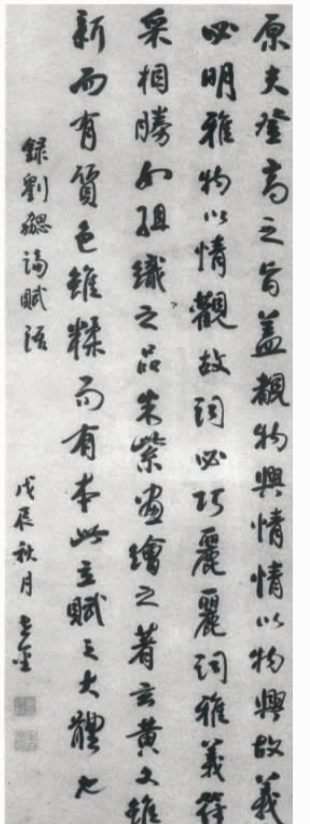 原夫登高之旨蓋覩物興情情以物興故義
必明雅物以情觀故詞必巧麗麗詞雅義符
采相勝如組織之品朱紫畫繪之著玄黃文雖
新而有質色雖糅而有本此立賦之大體也
錄劉勰論賦語
戊辰秋月